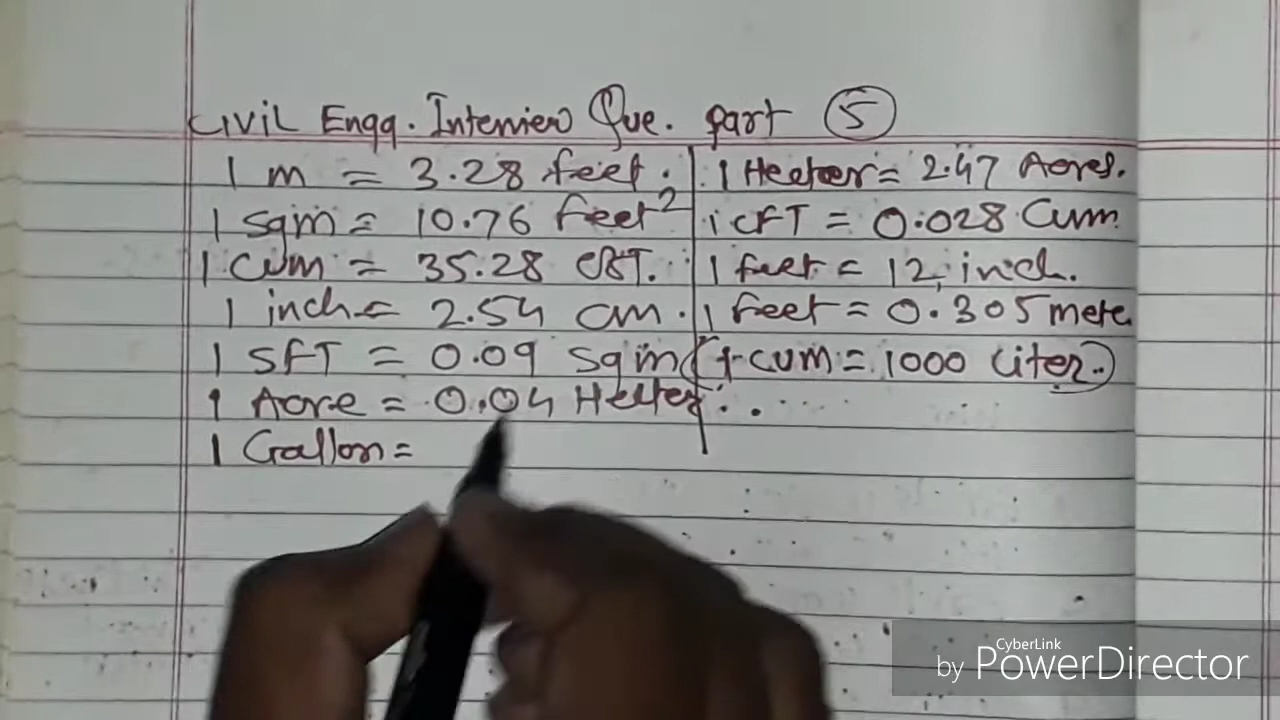 Civil Engg. Interview Que. part 5
1 m = 3.28 feet.
1 sqm = 10.76 feet²
1 cum = 35.28 CFT.
1 inch = 2.54 cm.
1 SFT = 0.09 sqm
1 Acre = 0.04 Hecter
1 Gallon =
1 Hecter = 2.47 Acres.
1 CFT = 0.028 Cum
1 feet = 12 inch.
1 feet = 0.305 mete
1 cum = 1000 Liter.
CyberLink
by PowerDirector